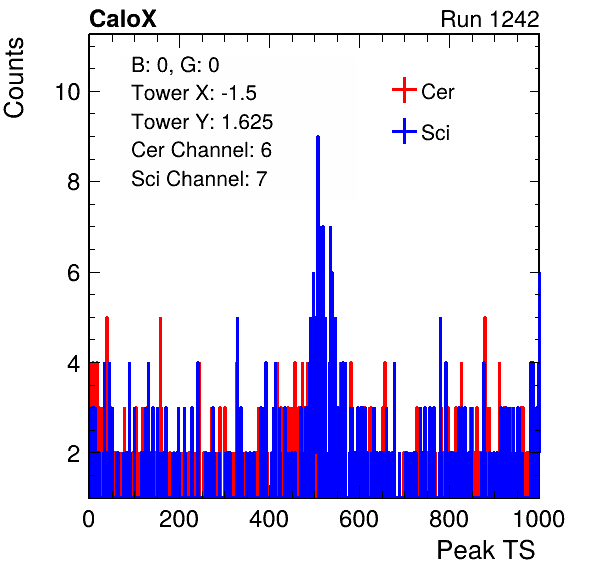 CaloX Run 1242
Counts
B: 0, G: 0
Tower X: -1.5
Tower Y: 1.625
Cer Channel: 6
Sci Channel: 7
Cer
Sci
10
8
6
4
2
0 200 400 600 800 1000
Peak TS